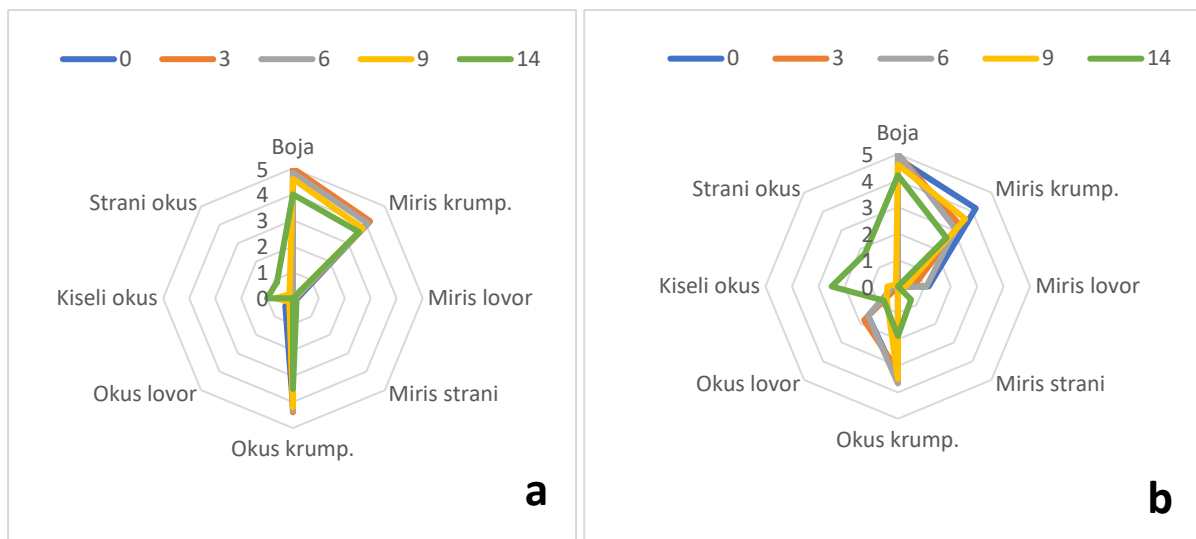 0 3 6 9 14
Boja
5
4
3
2
1
0
Miris krump.
Miris lovor
Miris strani
Okus krump.
Okus lovor
Kiseli okus
Strani okus
a
0 3 6 9 14
Boja
5
4
3
2
1
0
Miris krump.
Miris lovor
Miris strani
Okus krump.
Okus lovor
Kiseli okus
Strani okus
b